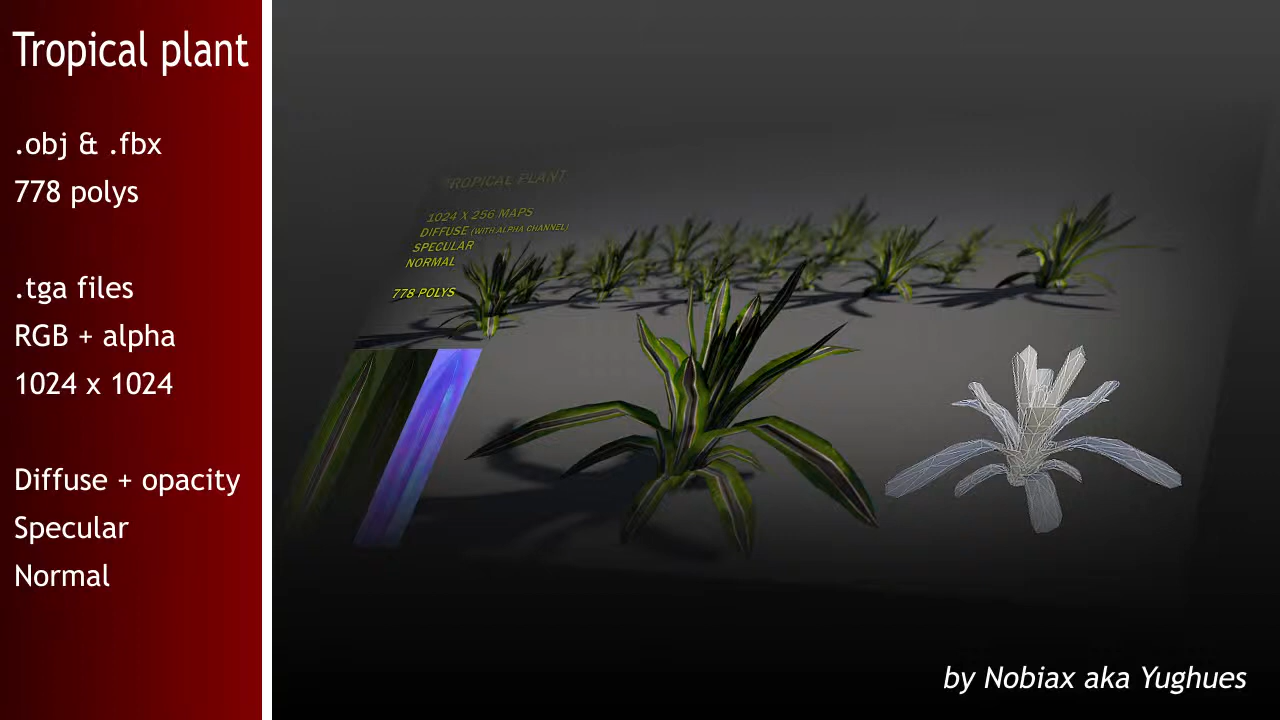 Tropical plant
.obj & .fbx
778 polys
.tga files
RGB + alpha
1024 x 1024
Diffuse + opacity
Specular
Normal
TROPICAL PLANT
1024 X 256 MAPS
DIFFUSE (WITH ALPHA CHANNEL)
SPECULAR
NORMAL
778 POLYS
by Nobiax aka Yughues